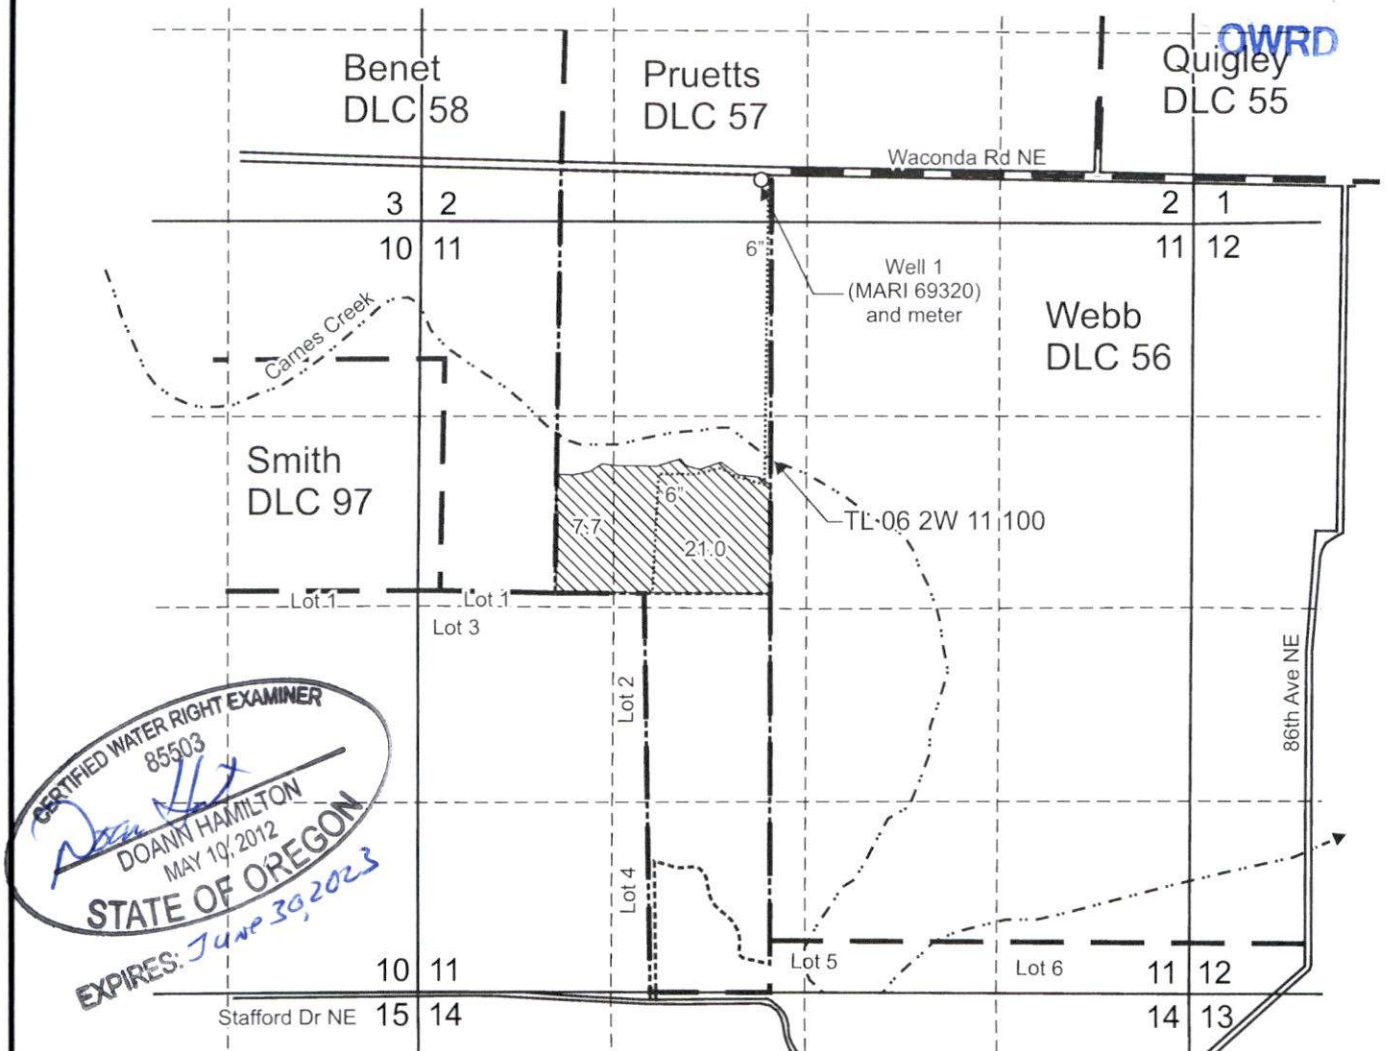 OWRD
Benet
DLC 58
Pruetts
DLC 57
Quigley
DLC 55
Waconda Rd NE
3 2
10 11
2 1
11 12
6"
Well 1
(MARI 69320)
and meter
Carnes Creek
Webb
DLC 56
Smith
DLC 97
6"
7.7
21.0
TL 06 2W 11 100
Lot 1
Lot 1
Lot 3
Lot 2
86th Ave NE
CERTIFIED WATER RIGHT EXAMINER
85503
DOANN HAMILTON
MAY 10, 2012
STATE OF OREGON
EXPIRES: June 30, 2023
Lot 4
Lot 5
Lot 6
10 11
15 14
11 12
14 13
Stafford Dr NE